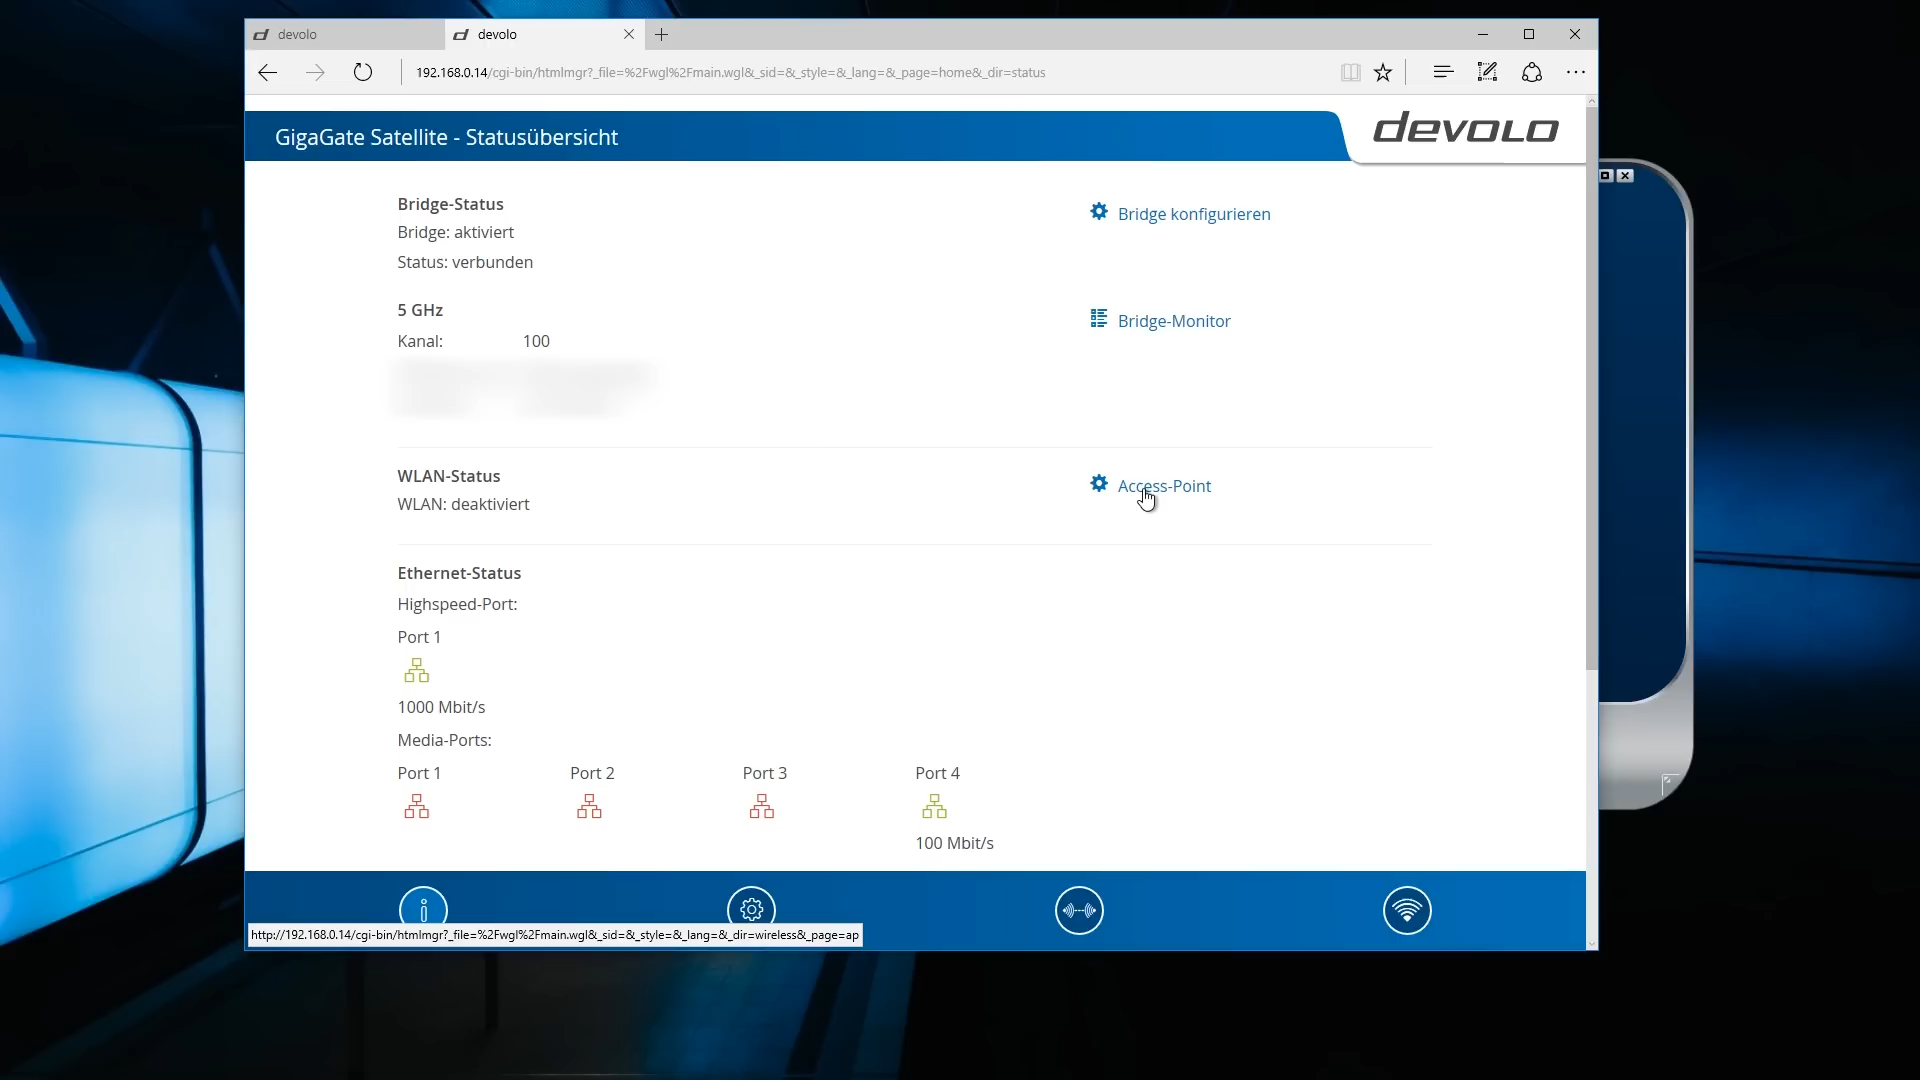 devolo
devolo
192.168.0.14/cgi-bin/htmlmgr?_file=%2Fwgl%2Fmain.wgl&_sid=&_style=&_lang=&_page=home&_dir=status
GigaGate Satellite - Statusübersicht
devolo
Bridge-Status
Bridge konfigurieren
Bridge: aktiviert
Status: verbunden
5 GHz
Bridge-Monitor
Kanal: 100
WLAN-Status
Access-Point
WLAN: deaktiviert
Ethernet-Status
Highspeed-Port:
Port 1
1000 Mbit/s
Media-Ports:
Port 1 Port 2 Port 3 Port 4
100 Mbit/s
http://192.168.0.14/cgi-bin/htmlmgr?_file=%2Fwgl%2Fmain.wgl&_sid=&_style=&_lang=&_dir=wireless&_page=ap